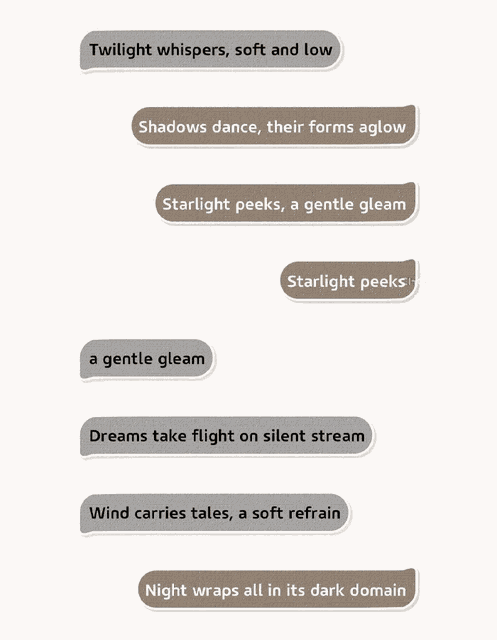 Twilight whispers, soft and low
Shadows dance, their forms aglow
Starlight peeks, a gentle gleam
Starlight peeks
a gentle gleam
Dreams take flight on silent stream
Wind carries tales, a soft refrain
Night wraps all in its dark domain